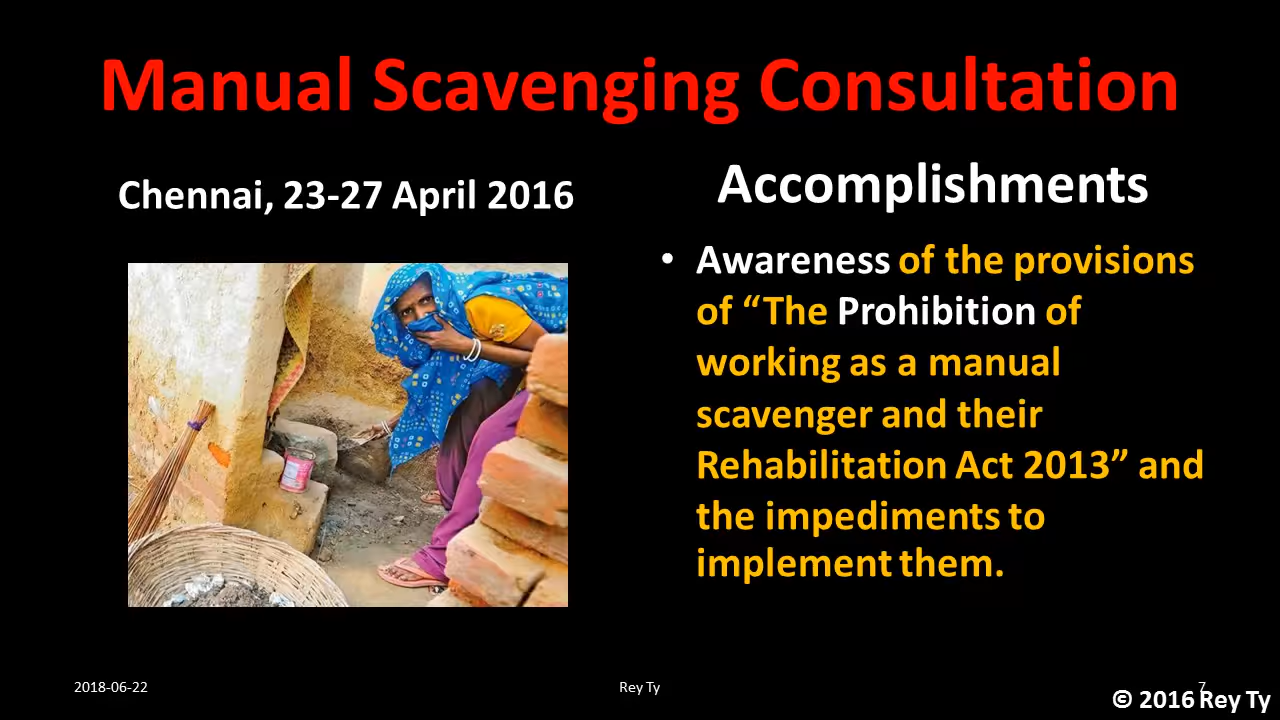 Manual Scavenging Consultation
Chennai, 23-27 April 2016
Accomplishments
• Awareness of the provisions
of “The Prohibition of
working as a manual
scavenger and their
Rehabilitation Act 2013” and
the impediments to
implement them.
2018-06-22
Rey Ty
7
© 2016 Rey Ty